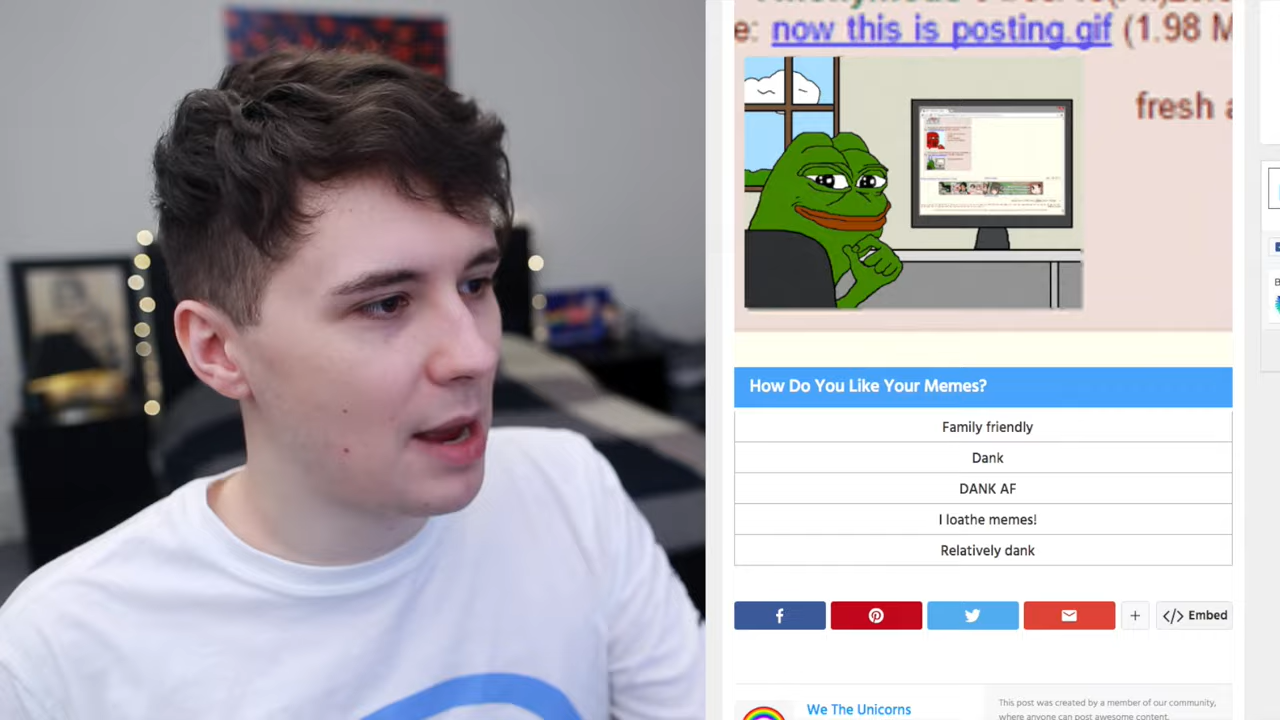 e: now this is posting.gif (1.98 M
fresh a
How Do You Like Your Memes?
Family friendly
Dank
DANK AF
I loathe memes!
Relatively dank
+
</> Embed
We The Unicorns
This post was created by a member of our community,
where anyone can post awesome content.